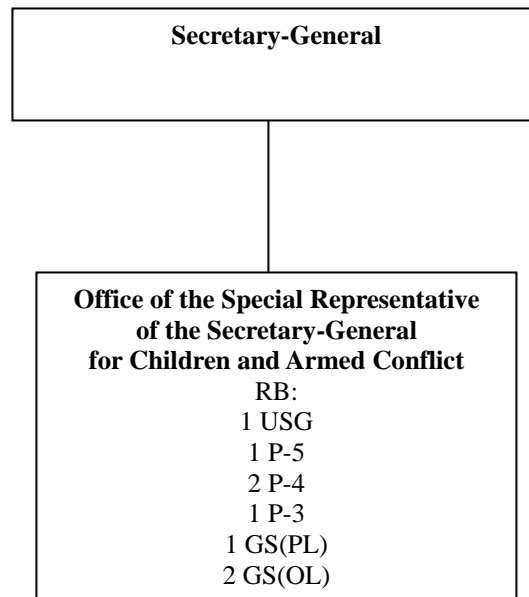 Secretary-General
Office of the Special Representative
of the Secretary-General
for Children and Armed Conflict
RB:
1 USG
1 P-5
2 P-4
1 P-3
1 GS(PL)
2 GS(OL)